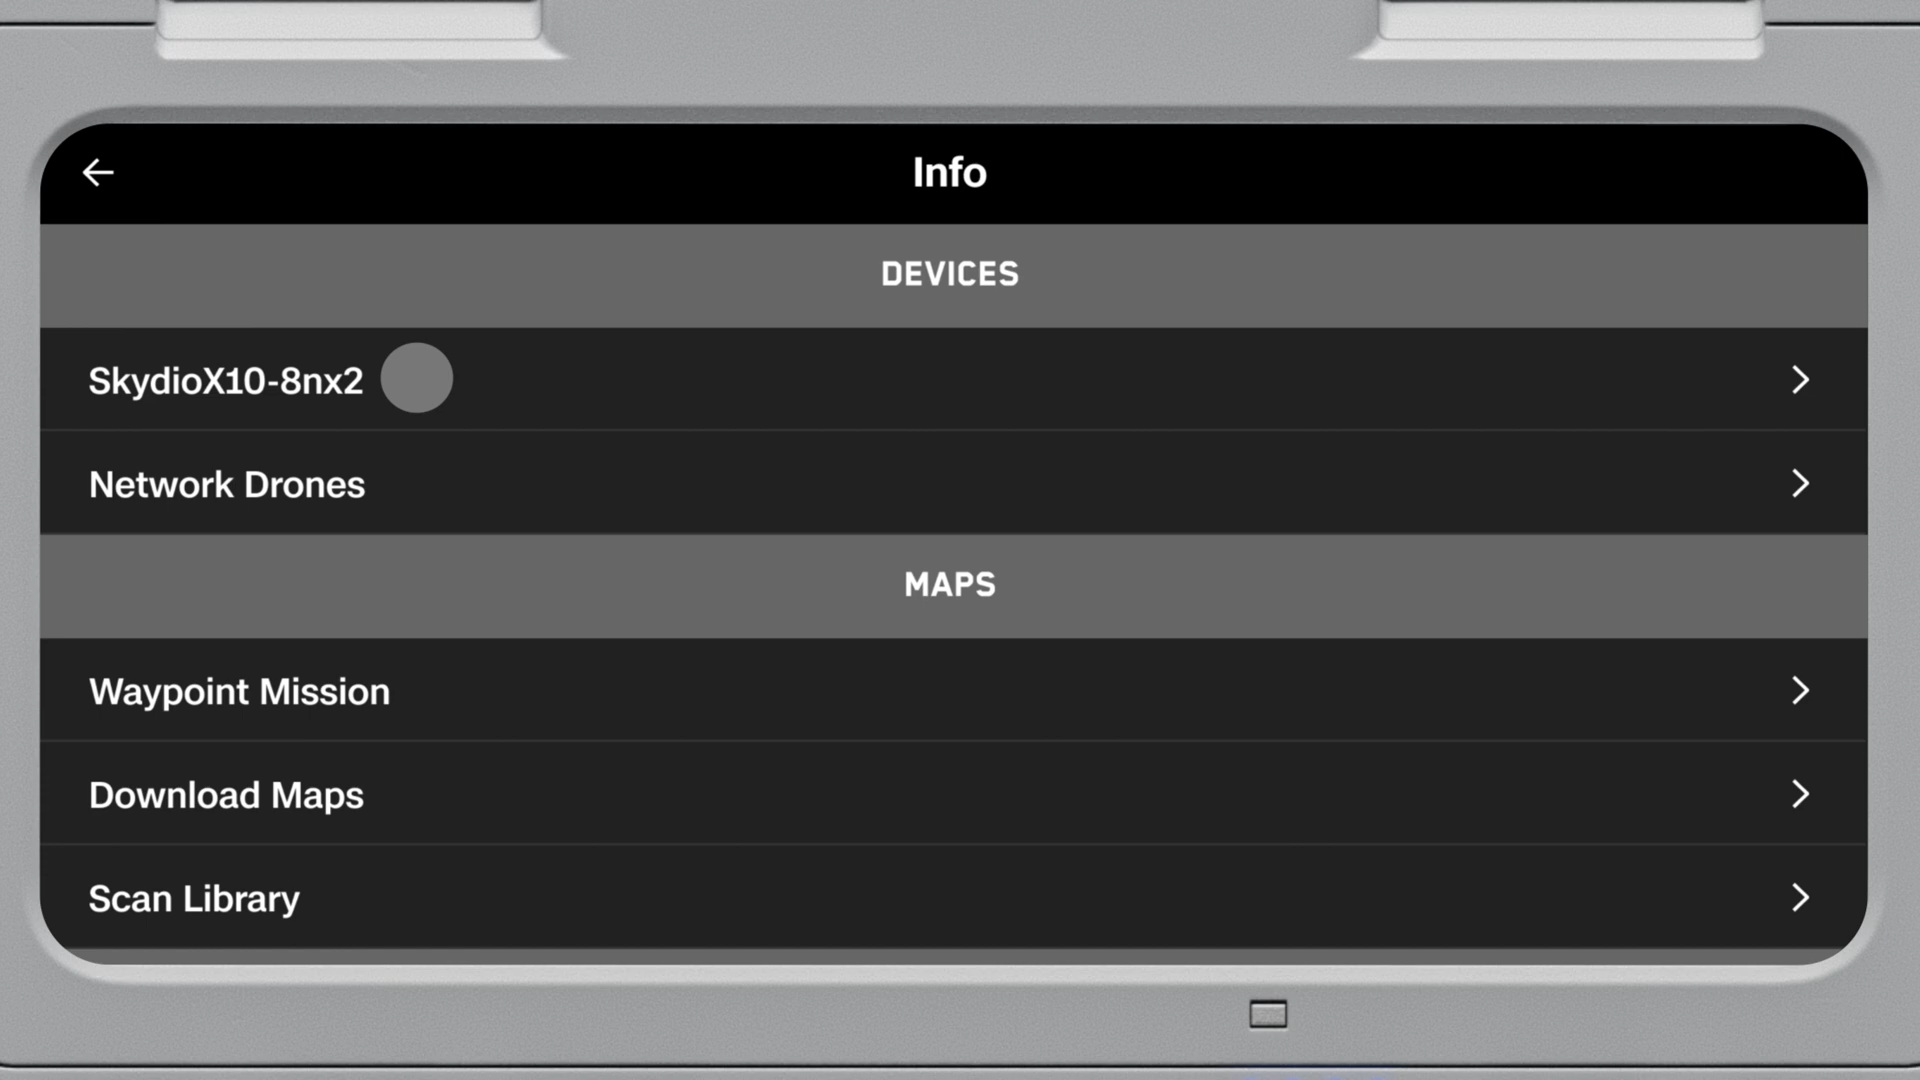 Info
DEVICES
SkydioX10-8nx2
Network Drones
MAPS
Waypoint Mission
Download Maps
Scan Library